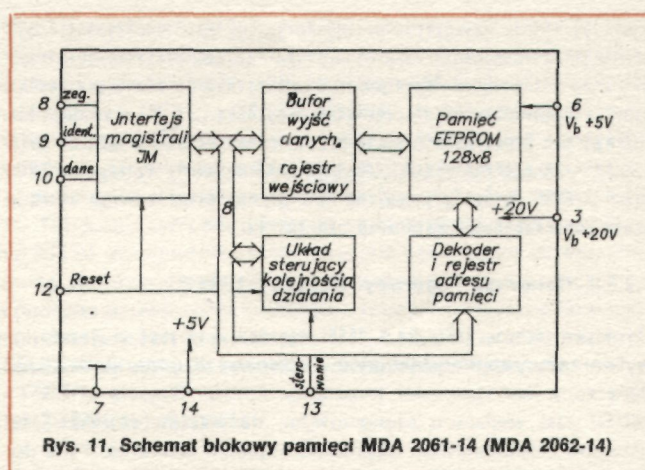 8
zeg.
9
ident.
10
dane
Jnterfejs
magistrali
JM
Bufor
wyjść
danych.
rejestr
wejściowy
Pamięć
EEPROM
128x8
6
Vb +5V
8
+20V
3
Vb +20V
Układ
sterujący
kolejnością
działania
Dekoder
i rejestr
adresu
pamięci
12
Reset
+5V
stero
wanie
7
14
13
Rys. 11. Schemat blokowy pamięci MDA 2061-14 (MDA 2062-14)